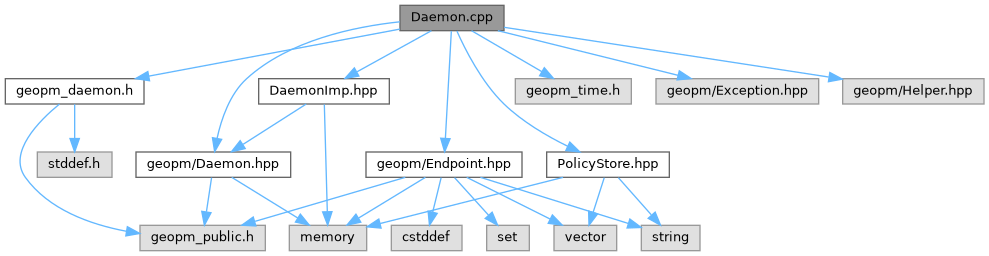 Daemon.cpp
geopm_daemon.h
DaemonImp.hpp
geopm_time.h
geopm/Exception.hpp
geopm/Helper.hpp
stddef.h
geopm/Daemon.hpp
geopm/Endpoint.hpp
PolicyStore.hpp
geopm_public.h
memory
cstddef
set
vector
string